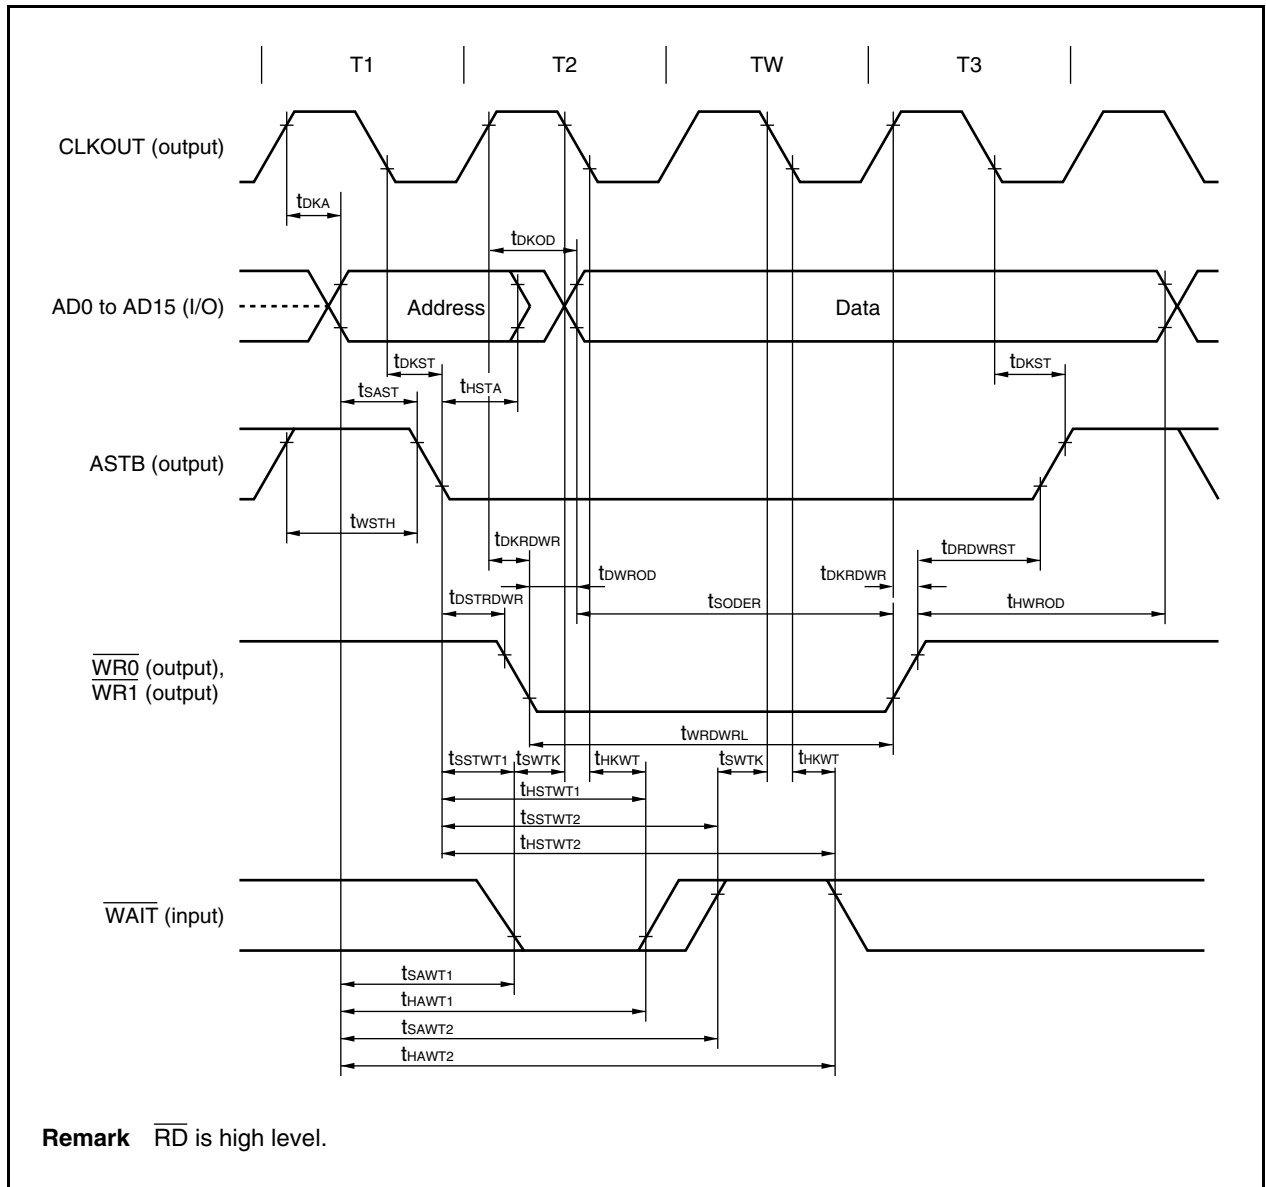 T1 T2 TW T3
CLKOUT (output)
tDKA
tDKOD
AD0 to AD15 (I/O) Address Data
tDKST tDKST
tSAST tHSTA
ASTB (output)
tWSTH
tDKRDWR tDRDWRST
tDWROD tDKRDWR
tDSTRDWR tSODER tHWROD
WR0 (output),
WR1 (output)
tWRDWRL
tSSTWT1 tSWTK tHKWT tSWTK tHKWT
tHSTWT1
tSSTWT2
tHSTWT2
WAIT (input)
tSAWT1
tHAWT1
tSAWT2
tHAWT2
Remark RD is high level.